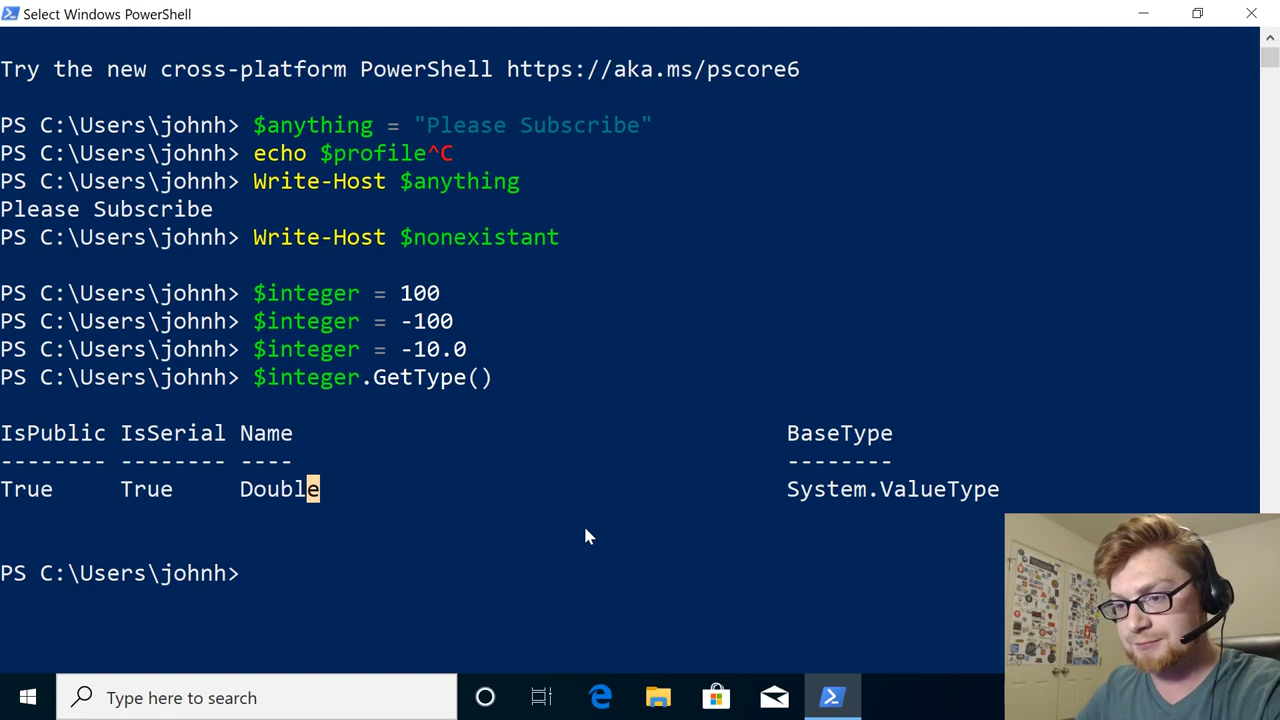 Select Windows PowerShell
Try the new cross-platform PowerShell https://aka.ms/pscore6
PS C:\Users\johnh> $anything = "Please Subscribe"
PS C:\Users\johnh> echo $profile^C
PS C:\Users\johnh> Write-Host $anything
Please Subscribe
PS C:\Users\johnh> Write-Host $nonexistant
PS C:\Users\johnh> $integer = 100
PS C:\Users\johnh> $integer = -100
PS C:\Users\johnh> $integer = -10.0
PS C:\Users\johnh> $integer.GetType()
IsPublic IsSerial Name BaseType
-------- -------- ---- --------
True True Double System.ValueType
PS C:\Users\johnh>
Type here to search